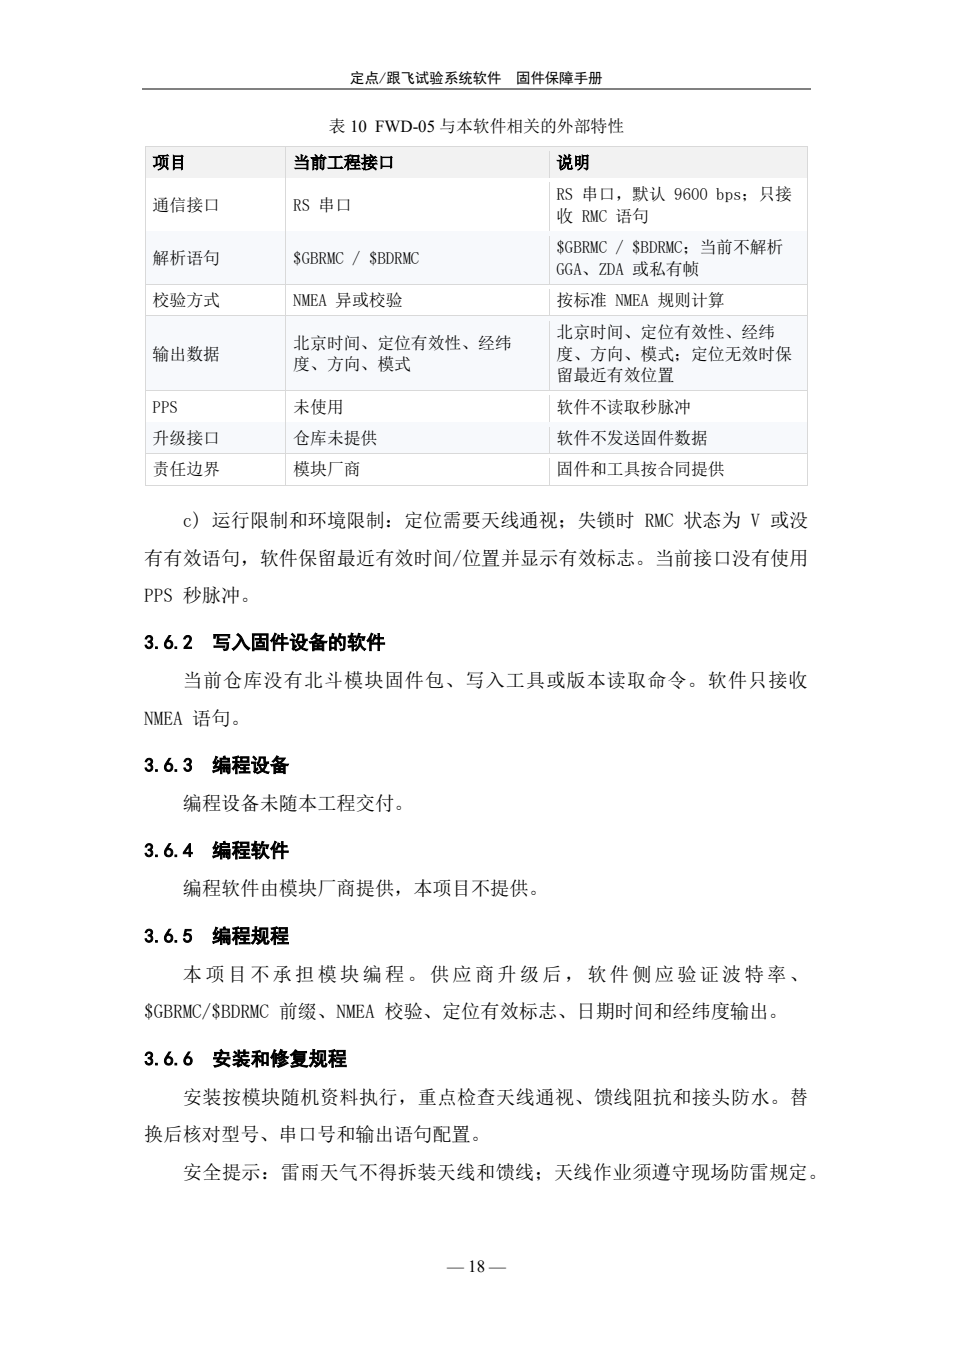 定点/跟飞试验系统软件　固件保障手册
表 10 FWD-05 与本软件相关的外部特性
项目 当前工程接口 说明
通信接口 RS 串口 RS 串口，默认 9600 bps；只接
收 RMC 语句
解析语句 $GBRMC / $BDRMC $GBRMC / $BDRMC；当前不解析
GGA、ZDA 或私有帧
校验方式 NMEA 异或校验 按标准 NMEA 规则计算
输出数据 北京时间、定位有效性、经纬
度、方向、模式
北京时间、定位有效性、经纬
度、方向、模式；定位无效时保
留最近有效位置
PPS 未使用 软件不读取秒脉冲
升级接口 仓库未提供 软件不发送固件数据
责任边界 模块厂商 固件和工具按合同提供
c) 运行限制和环境限制：定位需要天线通视；失锁时 RMC 状态为 V 或没
有有效语句，软件保留最近有效时间/位置并显示有效标志。当前接口没有使用
PPS 秒脉冲。
3.6.2 写入固件设备的软件
当前仓库没有北斗模块固件包、写入工具或版本读取命令。软件只接收
NMEA 语句。
3.6.3 编程设备
编程设备未随本工程交付。
3.6.4 编程软件
编程软件由模块厂商提供，本项目不提供。
3.6.5 编程规程
本项目不承担模块编程。供应商升级后，软件侧应验证波特率、
$GBRMC/$BDRMC 前缀、NMEA 校验、定位有效标志、日期时间和经纬度输出。
3.6.6 安装和修复规程
安装按模块随机资料执行，重点检查天线通视、馈线阻抗和接头防水。替
换后核对型号、串口号和输出语句配置。
安全提示：雷雨天气不得拆装天线和馈线；天线作业须遵守现场防雷规定。
— 18 —